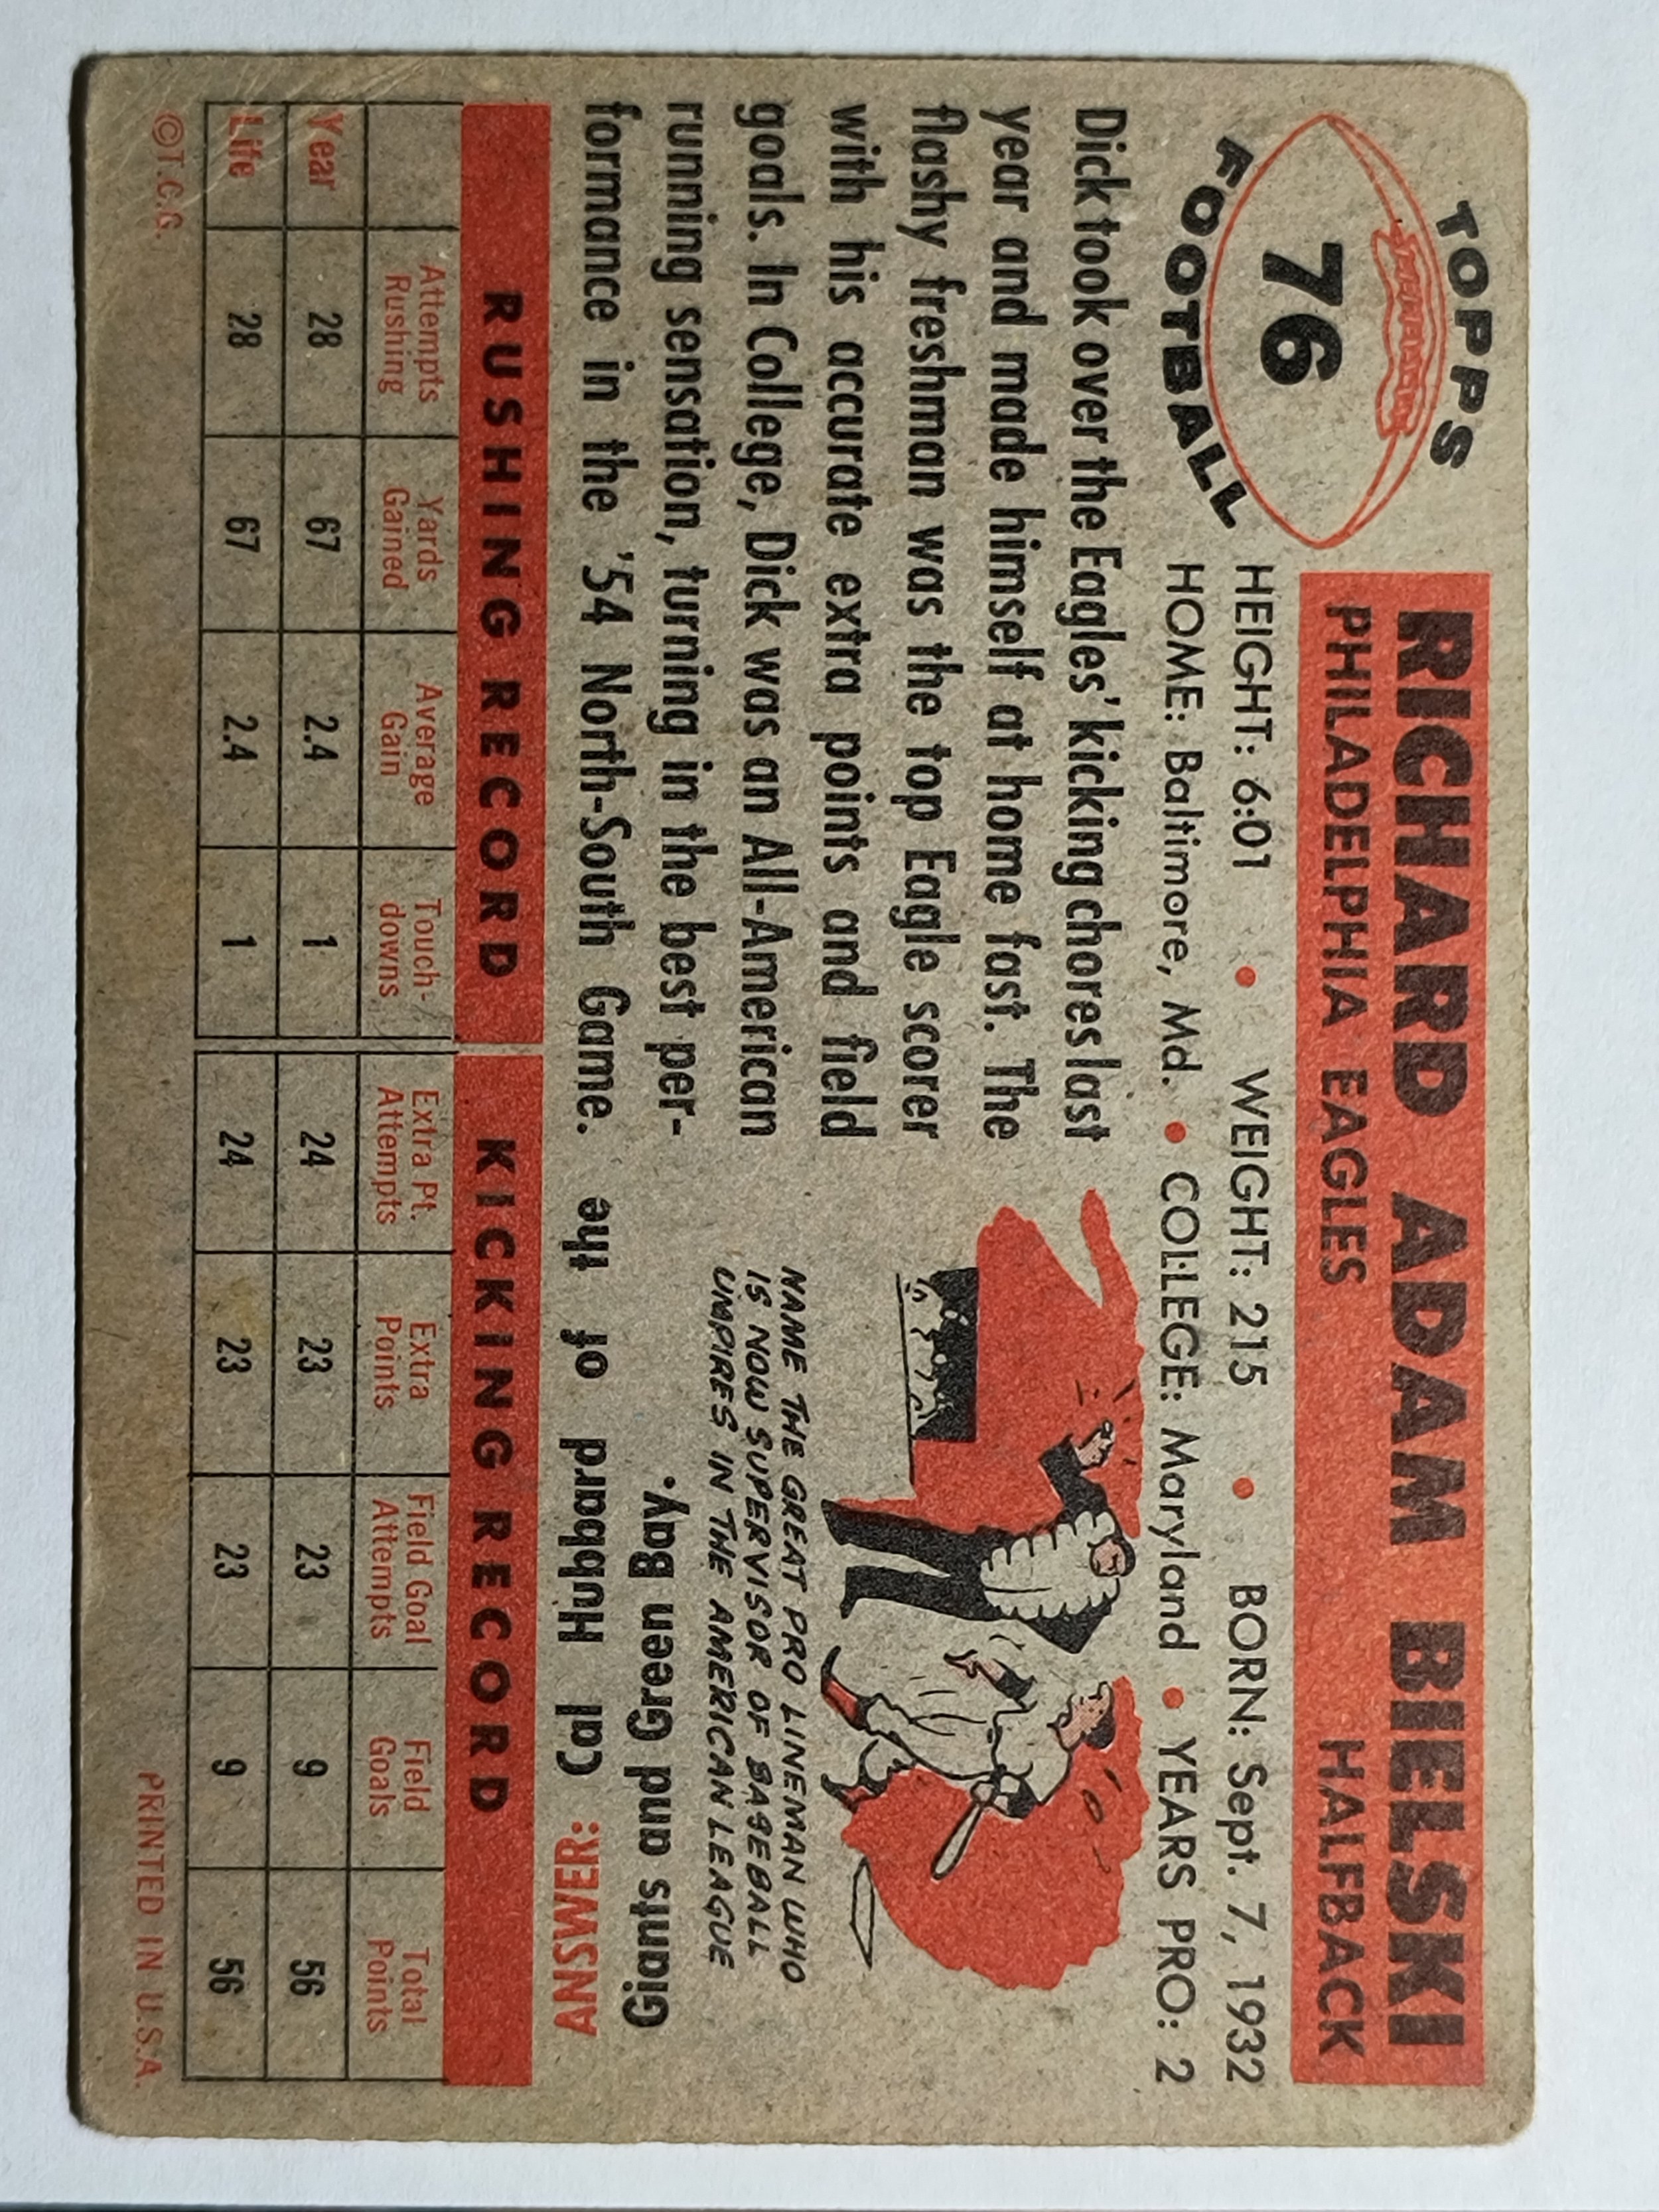 TOPPS
76
FOOTBALL
RICHARD ADAM BIELSKI
PHILADELPHIA EAGLES HALFBACK
HEIGHT: 6:01 • WEIGHT: 215 • BORN: Sept. 7, 1932
HOME: Baltimore, Md. • COLLEGE: Maryland • YEARS PRO: 2
Dick took over the Eagles' kicking chores last
year and made himself at home fast. The
flashy freshman was the top Eagle scorer
with his accurate extra points and field
goals. In College, Dick was an All-American
running sensation, turning in the best per-
formance in the '54 North-South Game.
NAME THE GREAT PRO LINEMAN WHO
IS NOW SUPERVISOR OF BASEBALL
UMPIRES IN THE AMERICAN LEAGUE
ANSWER: Cal Hubbard of the
Giants and Green Bay.
RUSHING RECORD KICKING RECORD
Attempts Rushing Yards Gained Average Gain Touch-downs Extra Pt. Attempts Extra Points Field Goal Attempts Field Goals Total Points
Year 28 67 2.4 1 24 23 23 9 56
Life 28 67 2.4 1 24 23 23 9 56
©T.C.G. PRINTED IN U.S.A.